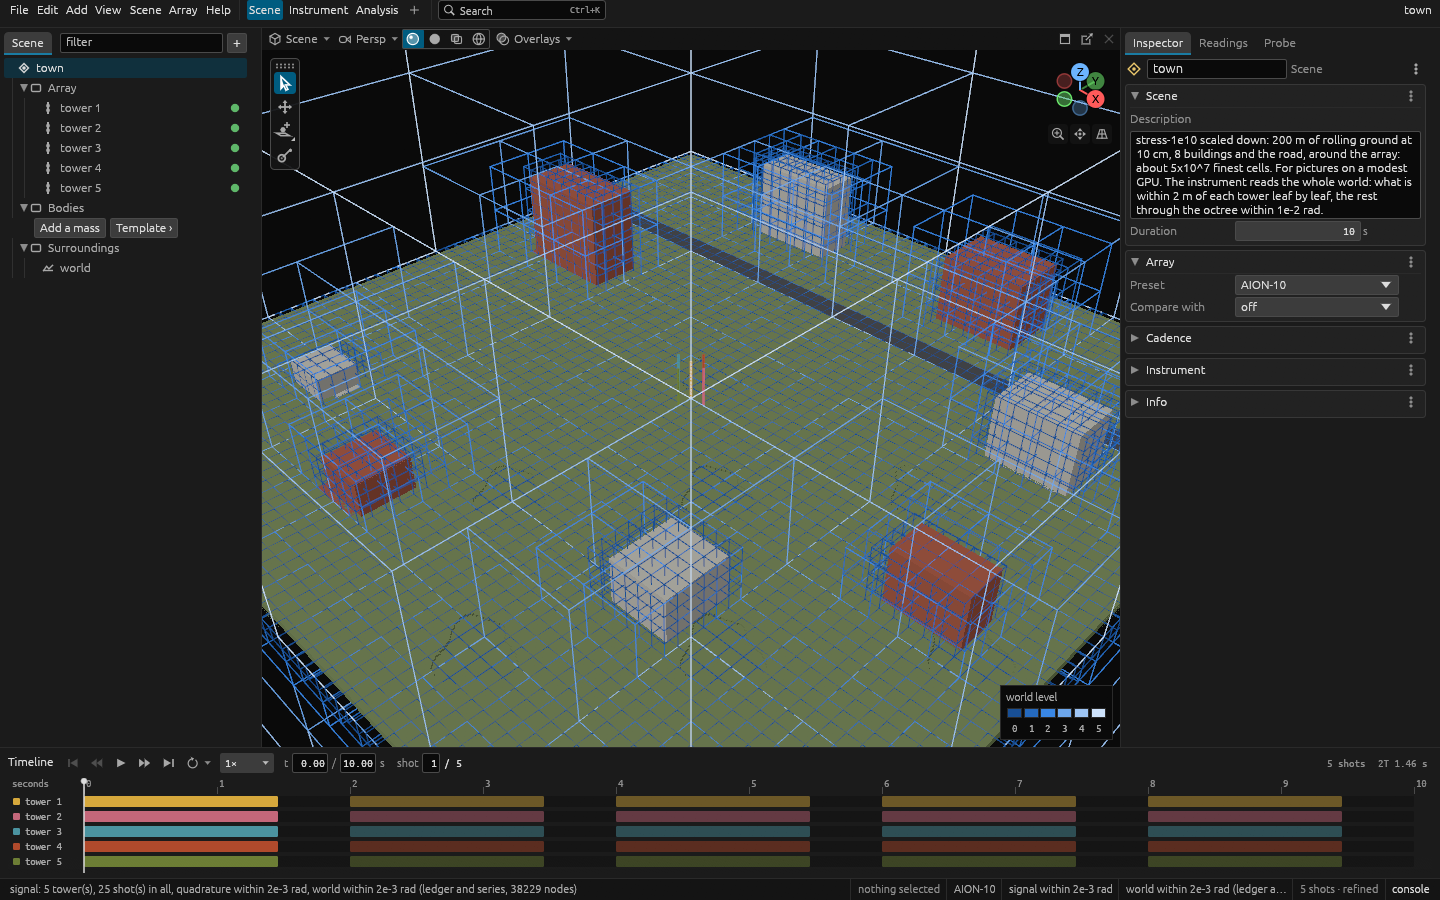 File Edit Add View Scene Array Help Scene Instrument Analysis + Search Ctrl+K town
Scene filter +
Scene Persp Overlays
Inspector Readings Probe
town
town Scene
Array
tower 1
tower 2
tower 3
tower 4
tower 5
Bodies
Add a mass Template ›
Surroundings
world
Z
Y
X
Scene
Description
stress-1e10 scaled down: 200 m of rolling ground at
10 cm, 8 buildings and the road, around the array:
about 5x10^7 finest cells. For pictures on a modest
GPU. The instrument reads the whole world: what is
within 2 m of each tower leaf by leaf, the rest
through the octree within 1e-2 rad.
Duration 10 s
Array
Preset AION-10
Compare with off
Cadence
Instrument
Info
world level
0 1 2 3 4 5
Timeline 1× t 0.00 / 10.00 s shot 1 / 5 5 shots 2T 1.46 s
seconds 0 1 2 3 4 5 6 7 8 9 10
tower 1
tower 2
tower 3
tower 4
tower 5
signal: 5 tower(s), 25 shot(s) in all, quadrature within 2e-3 rad, world within 2e-3 rad (ledger and series, 38229 nodes) nothing selected AION-10 signal within 2e-3 rad world within 2e-3 rad (ledger a... 5 shots · refined console